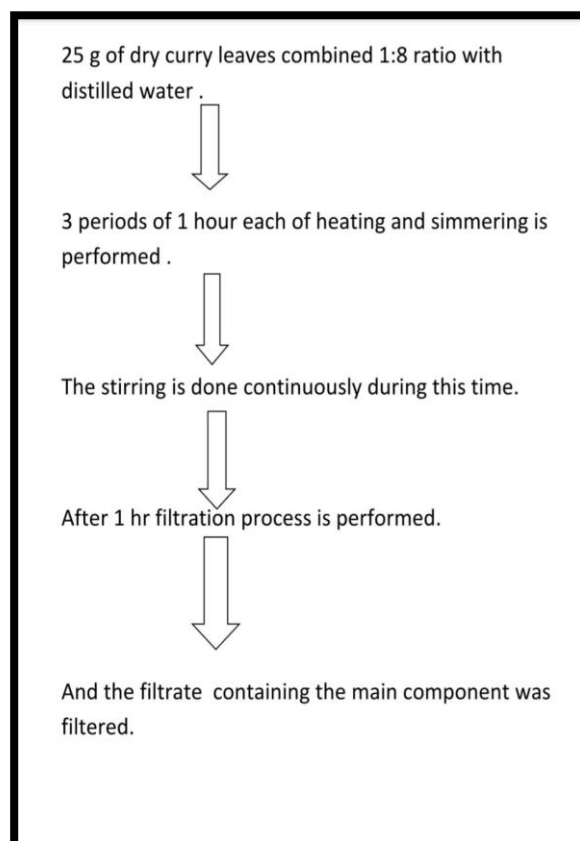 25 g of dry curry leaves combined 1:8 ratio with
distilled water .
3 periods of 1 hour each of heating and simmering is
performed .
The stirring is done continuously during this time.
After 1 hr filtration process is performed.
And the filtrate  containing the main component was
filtered.